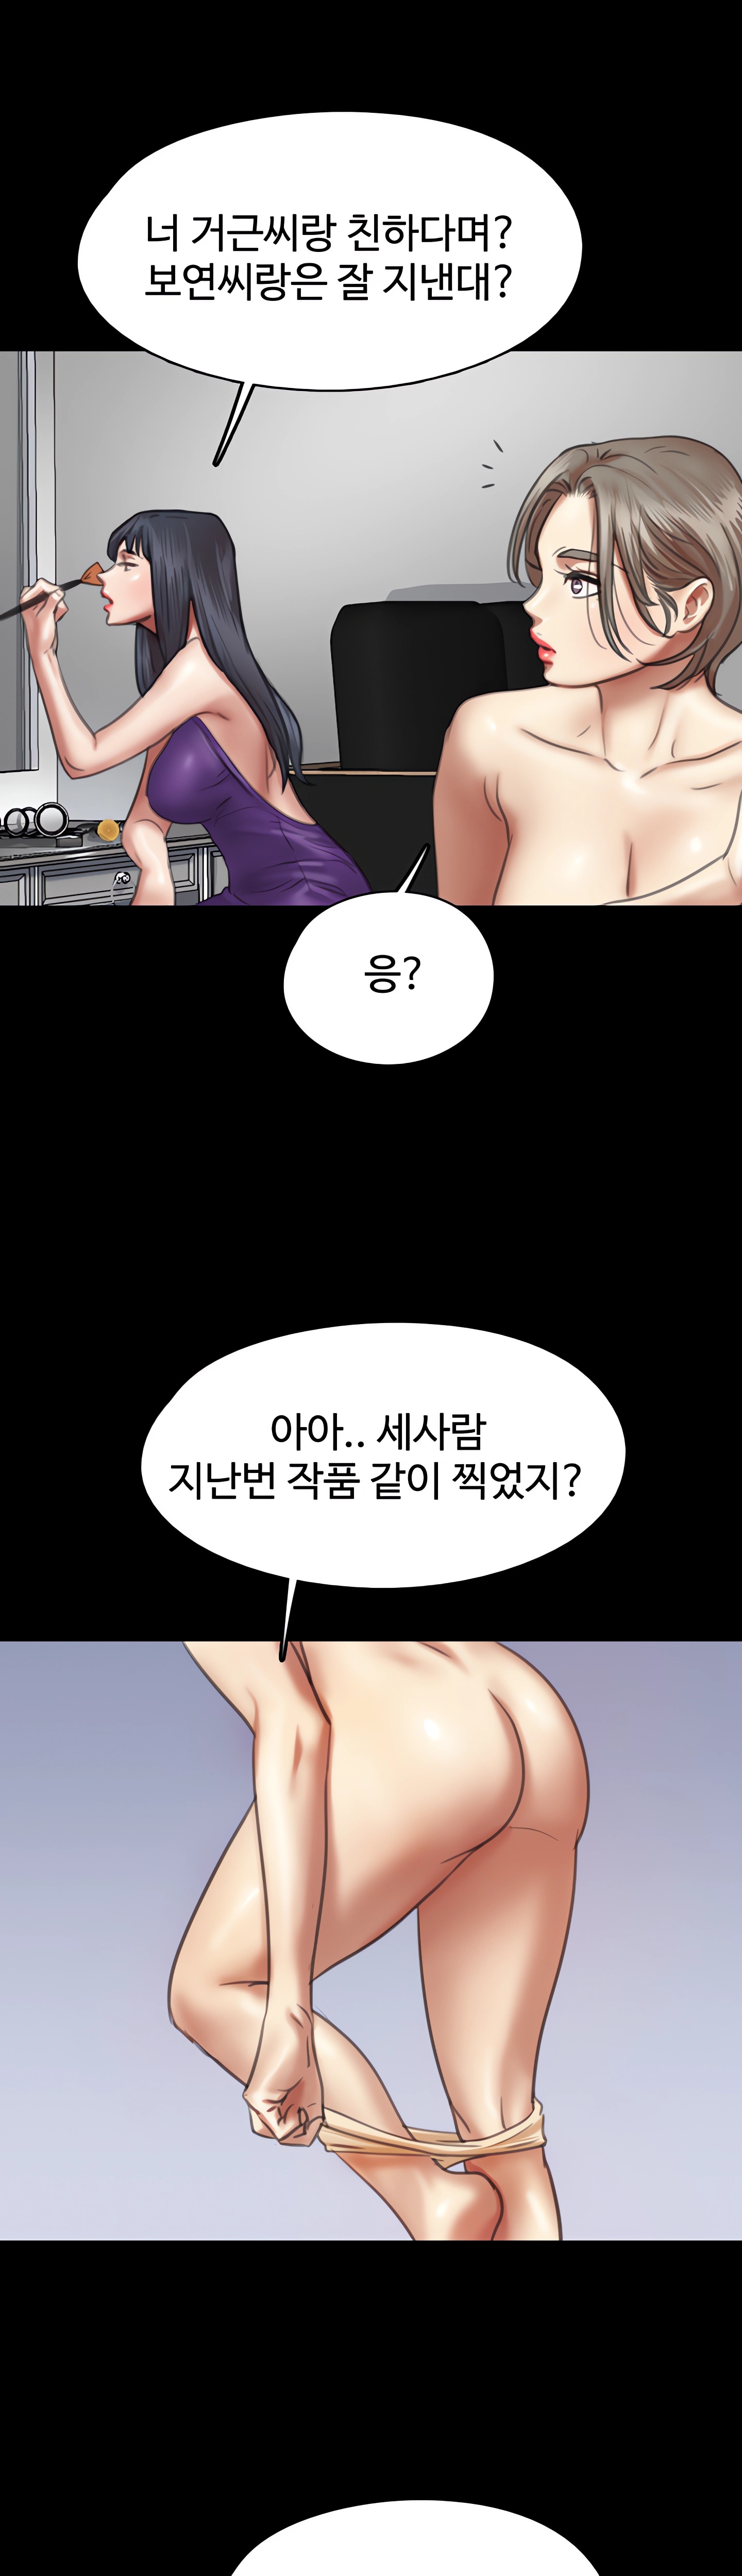 너 거근씨랑 친하다며?
보연씨랑은 잘 지낸대?
응?
아아.. 세사람
지난번 작품 같이 찍었지?